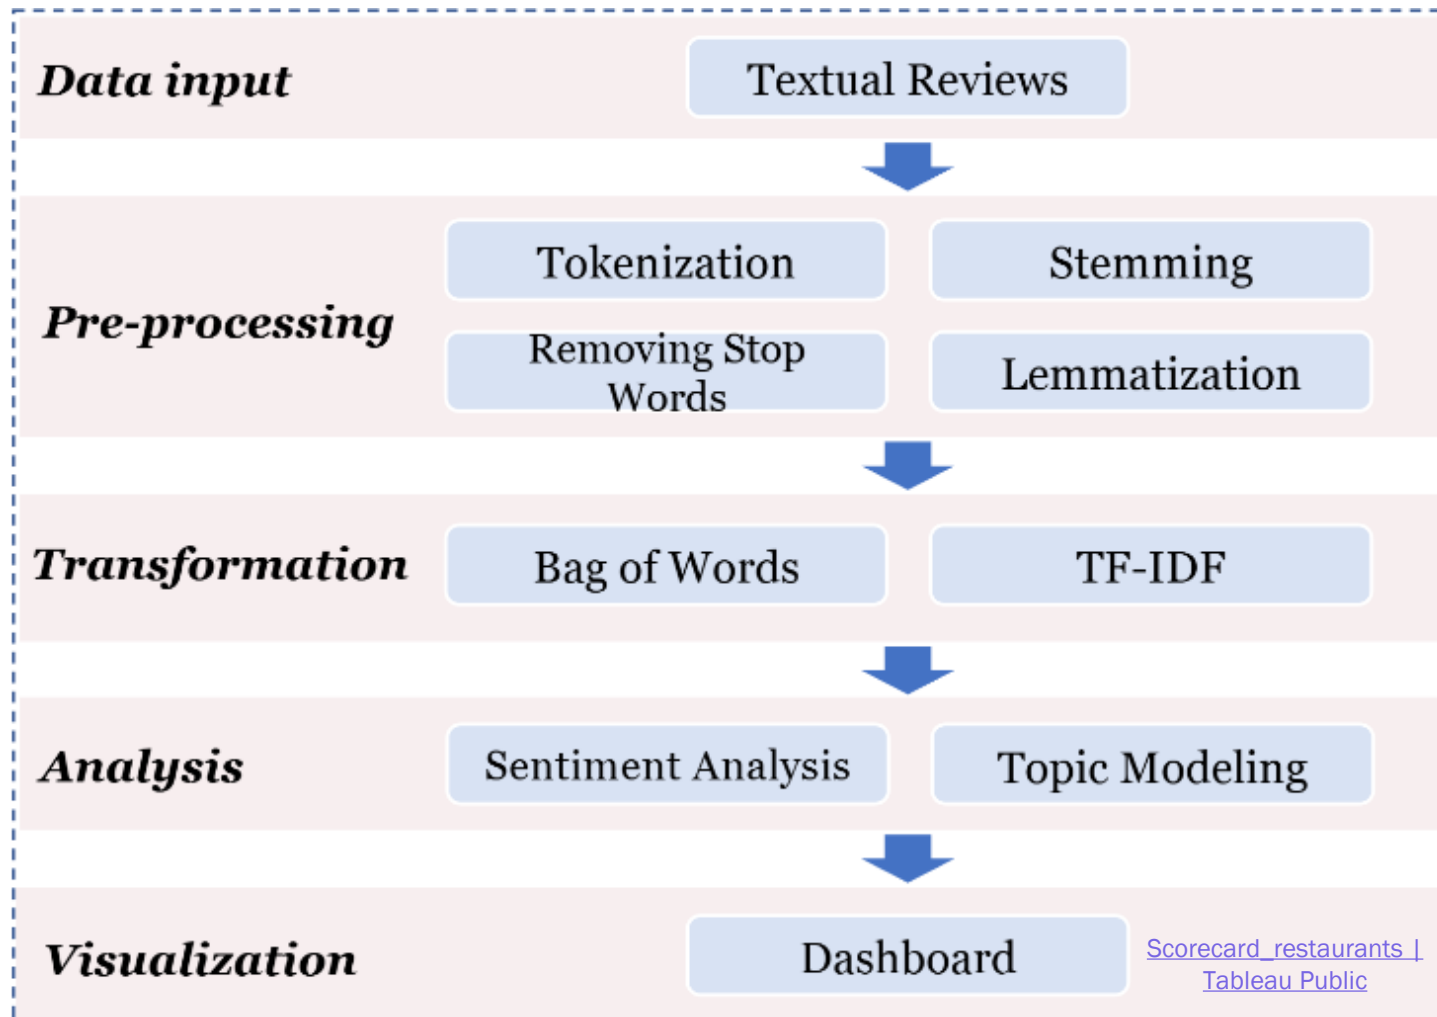 Data input
Textual Reviews
Pre-processing
Tokenization
Stemming
Removing Stop
Words
Lemmatization
Transformation
Bag of Words
TF-IDF
Analysis
Sentiment Analysis
Topic Modeling
Visualization
Dashboard
Scorecard_restaurants |
Tableau Public